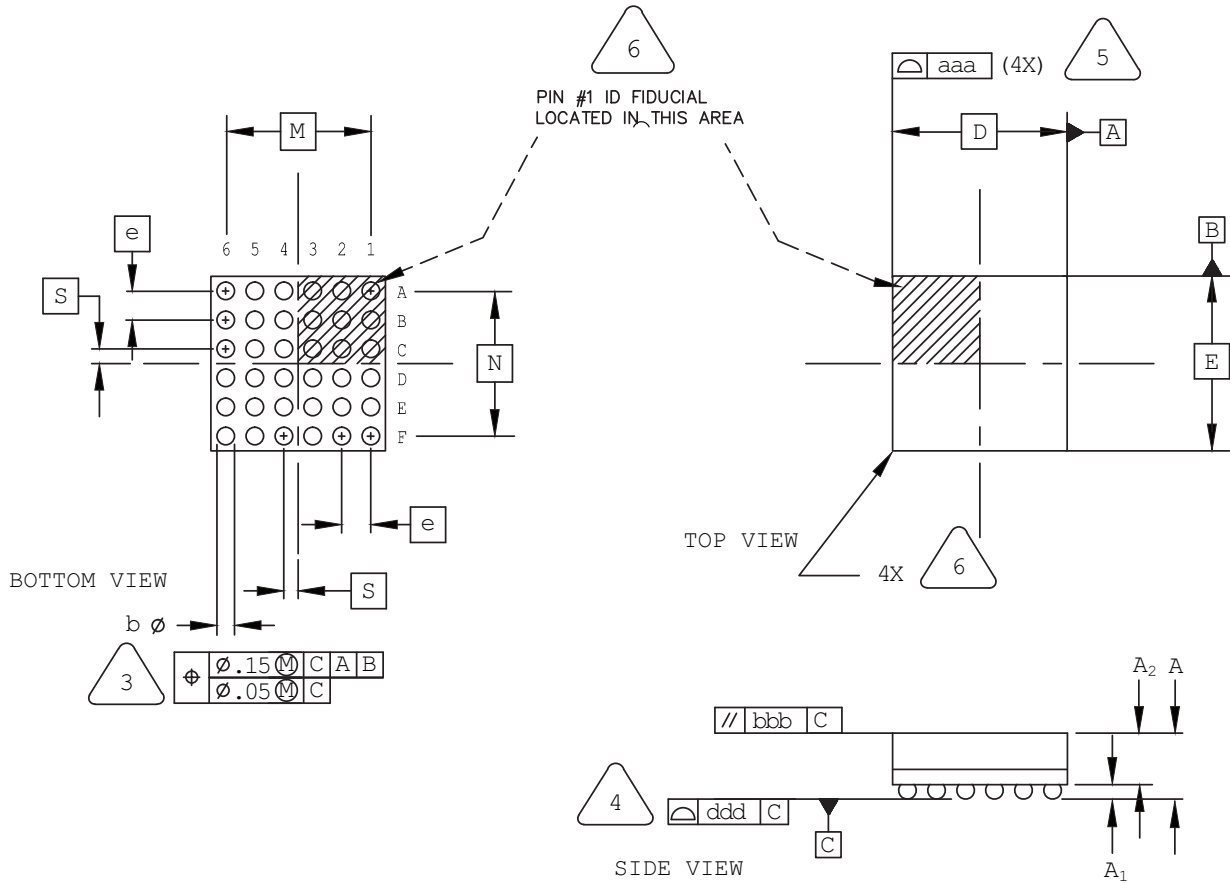 6
5
aaa (4X)
PIN #1 ID FIDUCIAL
LOCATED IN THIS AREA
M
D
A
e
B
6 5 4 3 2 1
S
A
B
C
D
E
F
N
E
e
TOP VIEW
4X
6
BOTTOM VIEW
S
b ø
3
⌖ Ø.15 Ⓜ C A B
Ø.05 Ⓜ C
A₂ A
// bbb C
4
ddd C
C
SIDE VIEW
A₁